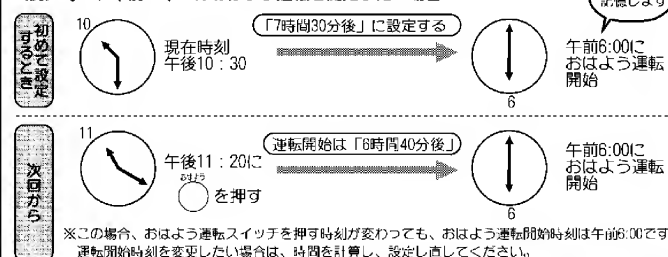 記憶します
初めて設定するとき
10
現在時刻
午後10:30
「7時間30分後」に設定する
6
午前6:00に
おはよう運転
開始
次回から
11
午後11:20に
おはよう
を押す
運転開始は「6時間40分後」
6
午前6:00に
おはよう運転
開始
※この場合、おはよう運転スイッチを押す時刻が変わっても、おはよう運転開始時刻は午前6:00です
運転開始時刻を変更したい場合は、時間を計算し、設定し直してください。